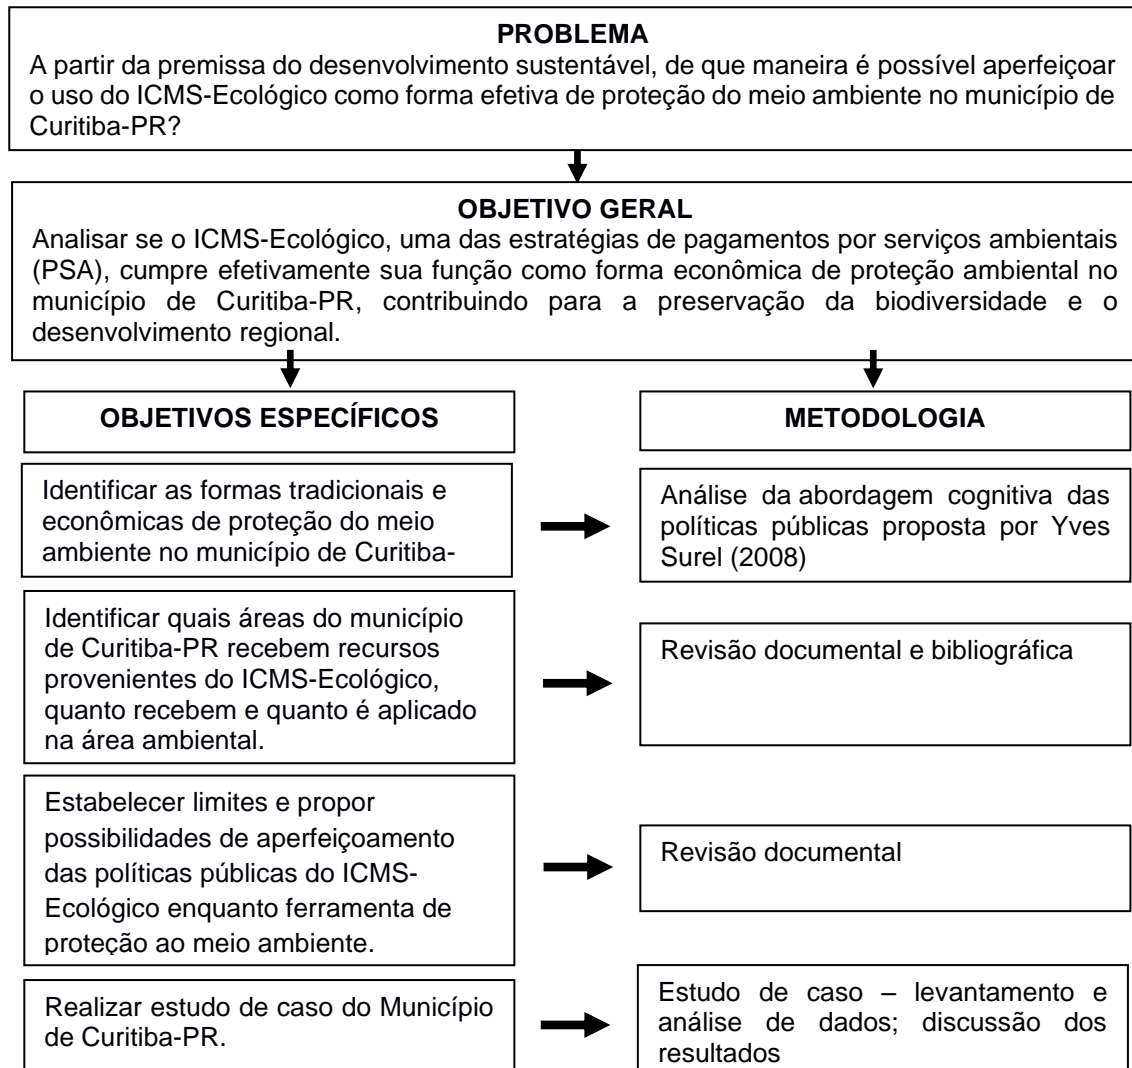 PROBLEMA
A partir da premissa do desenvolvimento sustentável, de que maneira é possível aperfeiçoar
o uso do ICMS-Ecológico como forma efetiva de proteção do meio ambiente no município de
Curitiba-PR?
OBJETIVO GERAL
Analisar se o ICMS-Ecológico, uma das estratégias de pagamentos por serviços ambientais
(PSA), cumpre efetivamente sua função como forma econômica de proteção ambiental no
município de Curitiba-PR, contribuindo para a preservação da biodiversidade e o
desenvolvimento regional.
OBJETIVOS ESPECÍFICOS
METODOLOGIA
Identificar as formas tradicionais e
econômicas de proteção do meio
ambiente no município de Curitiba-
Análise da abordagem cognitiva das
políticas públicas proposta por Yves
Surel (2008)
Identificar quais áreas do município
de Curitiba-PR recebem recursos
provenientes do ICMS-Ecológico,
quanto recebem e quanto é aplicado
na área ambiental.
Revisão documental e bibliográfica
Estabelecer limites e propor
possibilidades de aperfeiçoamento
das políticas públicas do ICMS-
Ecológico enquanto ferramenta de
proteção ao meio ambiente.
Revisão documental
Realizar estudo de caso do Município
de Curitiba-PR.
Estudo de caso – levantamento e
análise de dados; discussão dos
resultados